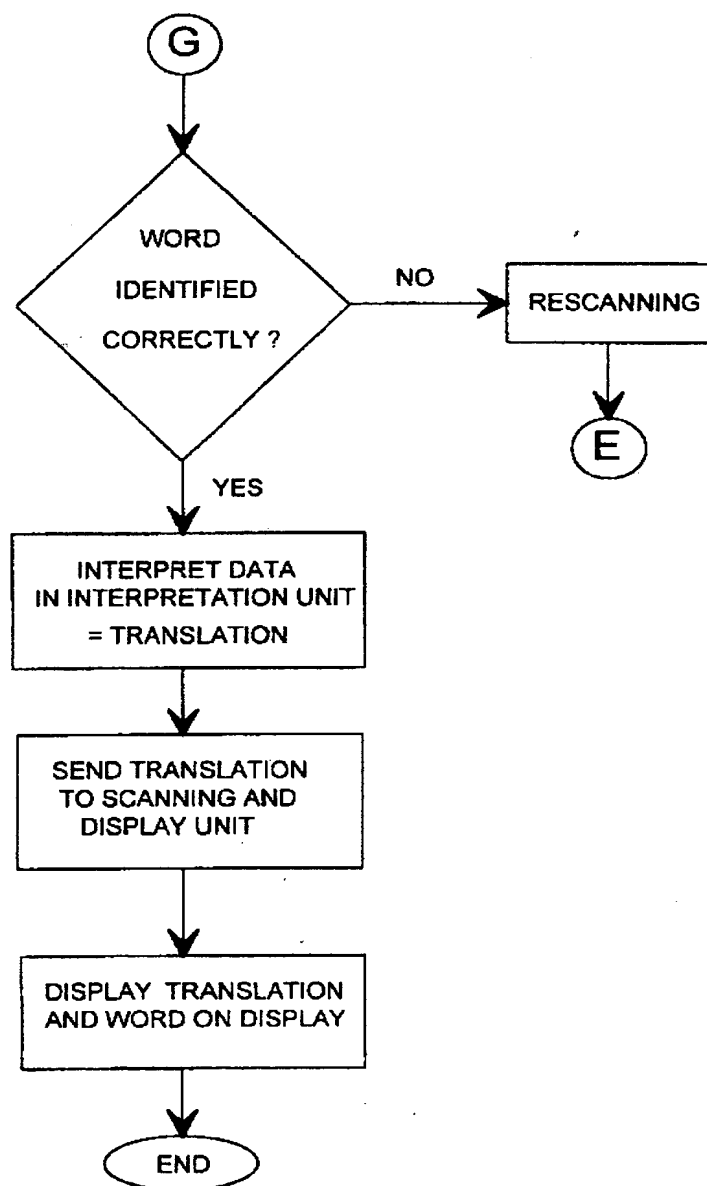 G
WORD
IDENTIFIED
CORRECTLY ?
NO
RESCANNING
E
YES
INTERPRET DATA
IN INTERPRETATION UNIT
= TRANSLATION
SEND TRANSLATION
TO SCANNING AND
DISPLAY UNIT
DISPLAY TRANSLATION
AND WORD ON DISPLAY
END